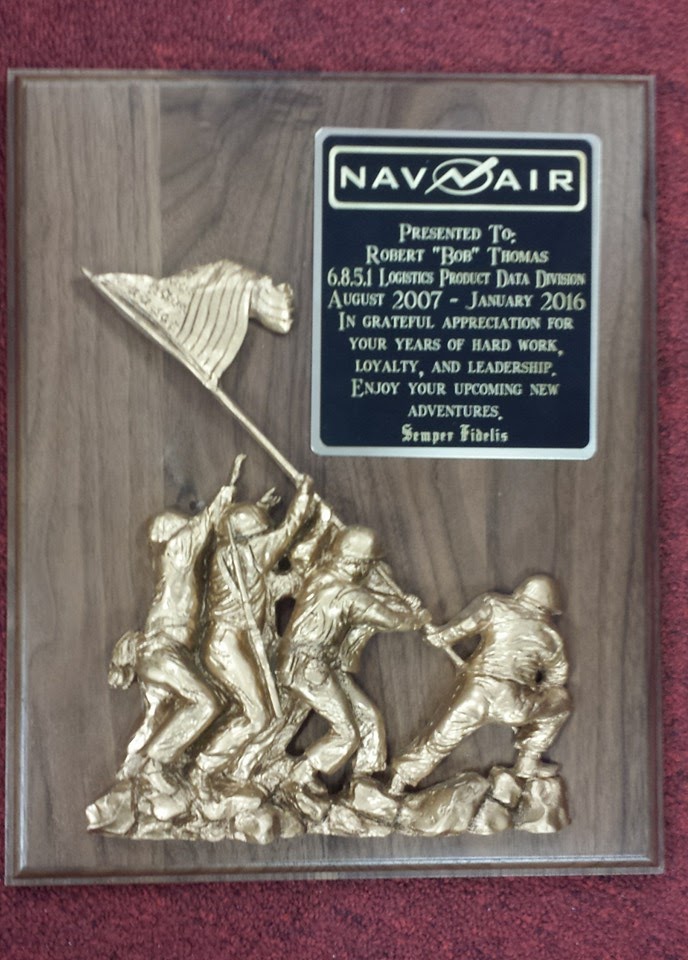 NAVAIR
Presented To:
Robert "Bob" Thomas
6.8.5.1 Logistics Product Data Division
August 2007 - January 2016
In grateful appreciation for
your years of hard work,
loyalty, and leadership.
Enjoy your upcoming new
adventures.
Semper Fidelis